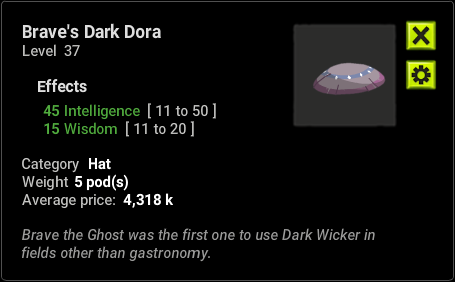 Brave's Dark Dora
Level 37
Effects
45 Intelligence [ 11 to 50 ]
15 Wisdom [ 11 to 20 ]
Category Hat
Weight 5 pod(s)
Average price: 4,318 k
Brave the Ghost was the first one to use Dark Wicker in
fields other than gastronomy.